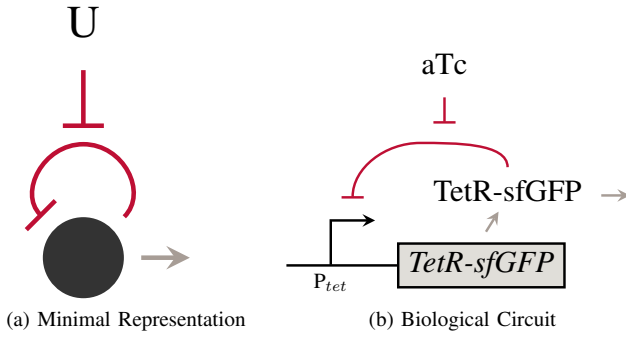 U
aTc
TetR-sfGFP
TetR-sfGFP
P_tet
(a) Minimal Representation
(b) Biological Circuit